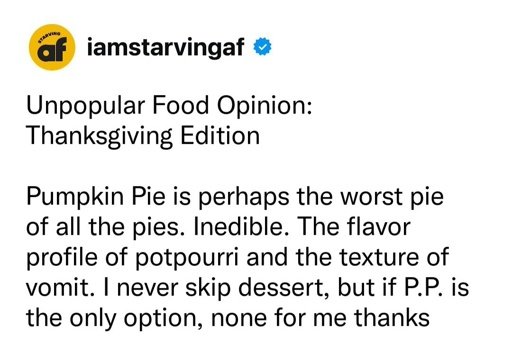 STARVING
af
iamstarvingaf
Unpopular Food Opinion:
Thanksgiving Edition
Pumpkin Pie is perhaps the worst pie
of all the pies. Inedible. The flavor
profile of potpourri and the texture of
vomit. I never skip dessert, but if P.P. is
the only option, none for me thanks